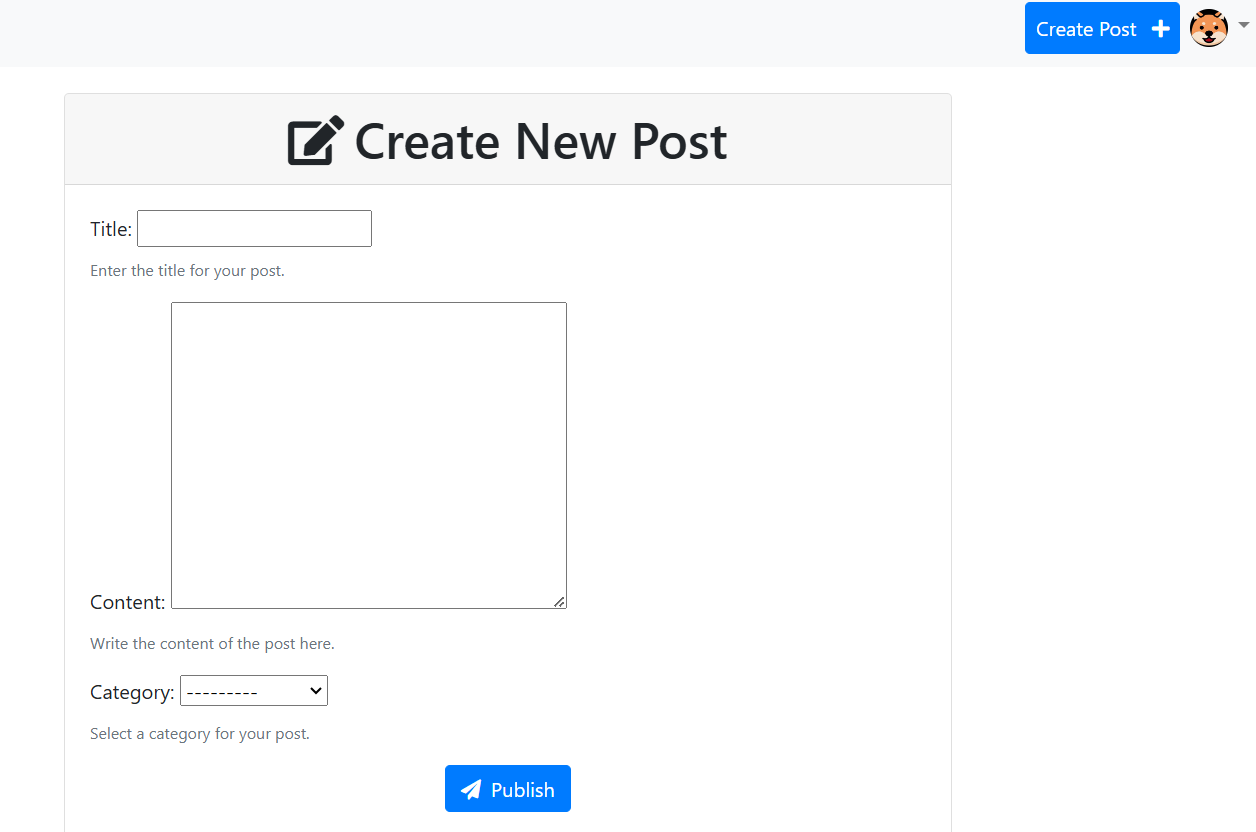 Create Post
Create New Post
Title:
Enter the title for your post.
Content:
Write the content of the post here.
Category: ---------
Select a category for your post.
Publish